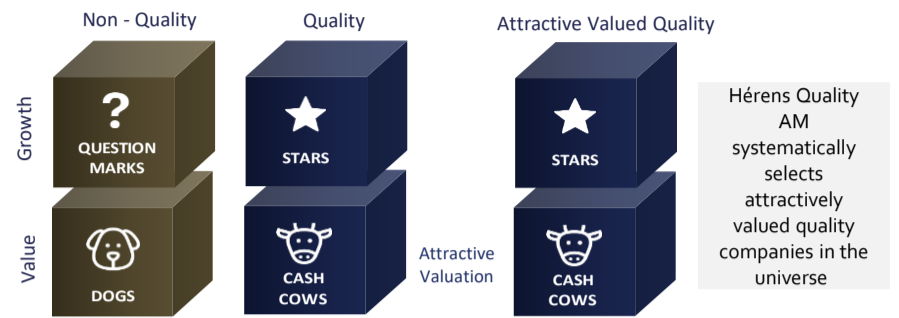 Non - Quality
Quality
Attractive Valued Quality
Growth
?
QUESTION
MARKS
STARS
STARS
Hérens Quality
AM
systematically
selects
attractively
valued quality
companies in the
universe
Value
DOGS
CASH
COWS
Attractive
Valuation
CASH
COWS